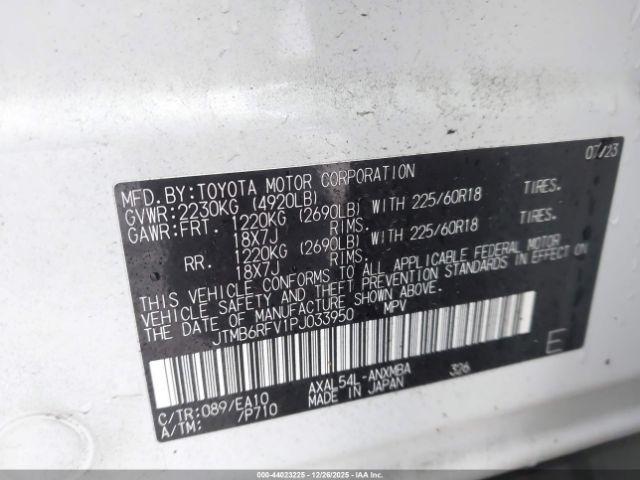 07/23
MFD.BY:TOYOTA MOTOR CORPORATION
GVWR:2230KG (4920LB)
GAWR:FRT. 1220KG (2690LB) WITH 225/60R18 TIRES.
18X7J RIMS.
RR. 1220KG (2690LB) WITH 225/60R18 TIRES.
18X7J RIMS.
THIS VEHICLE CONFORMS TO ALL APPLICABLE FEDERAL MOTOR
VEHICLE SAFETY AND THEFT PREVENTION STANDARDS IN EFFECT ON
THE DATE OF MANUFACTURE SHOWN ABOVE.
JTMB6RFV1PJ033950 MPV
E
C/TR:089/EA10 AXAL54L-ANXMBA 326
A/TM: /7P710 MADE IN JAPAN
000-44023225 - 12/26/2025 - IAAI.COM